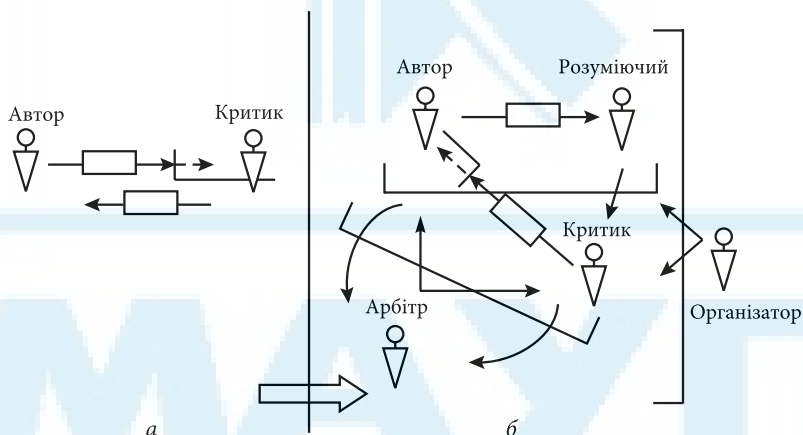 Автор
Критик
а
Автор
Розуміючий
Критик
Арбітр
Організатор
б